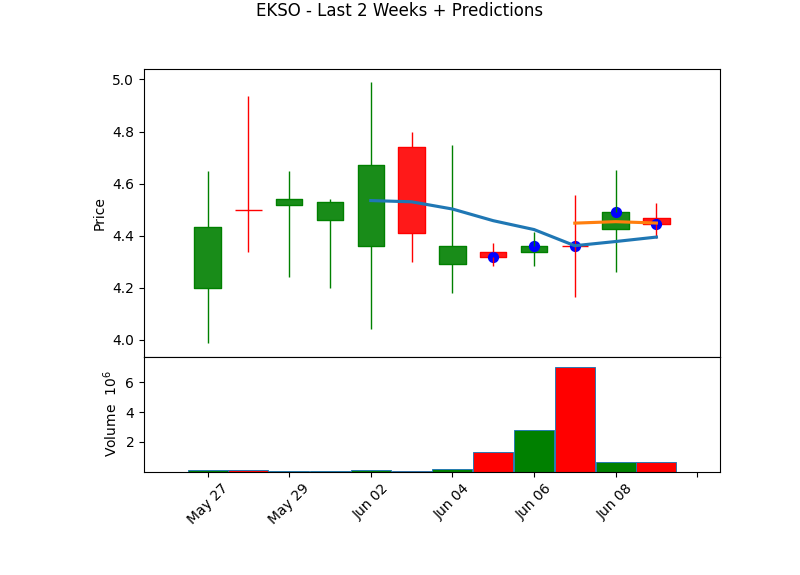 EKSO - Last 2 Weeks + Predictions
5.0
4.8
4.6
4.4
4.2
4.0
Price
6
4
2
Volume 10^6
May 27
May 29
Jun 02
Jun 04
Jun 06
Jun 08